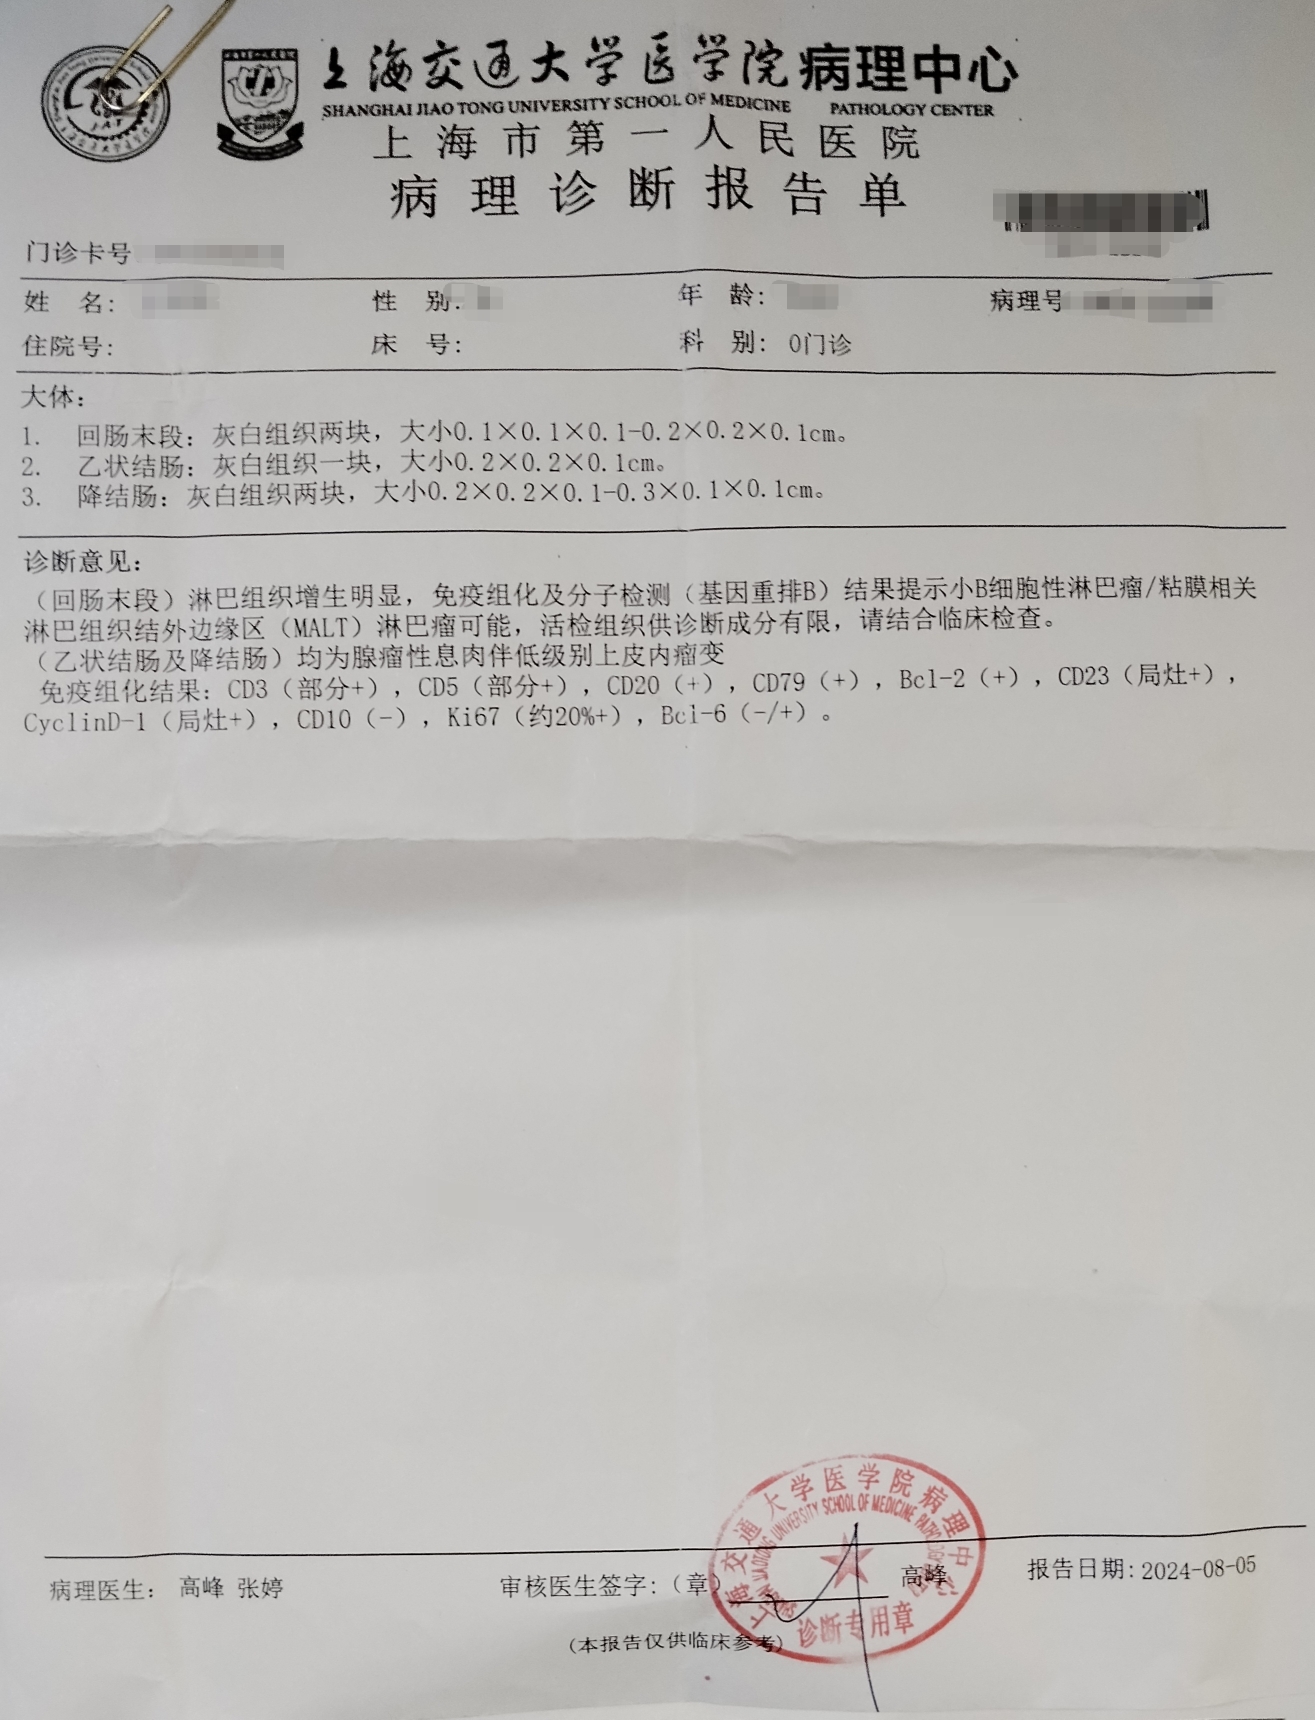 上海交通大学医学院病理中心
SHANGHAI JIAO TONG UNIVERSITY SCHOOL OF MEDICINE PATHOLOGY CENTER
上海市第一人民医院
病理诊断报告单
门诊卡号
姓 名: 性 别: 年 龄: 病理号
住院号: 床 号: 科 别: 0门诊
大体:
1. 回肠末段: 灰白组织两块, 大小0.1×0.1×0.1-0.2×0.2×0.1cm。
2. 乙状结肠: 灰白组织一块, 大小0.2×0.2×0.1cm。
3. 降结肠: 灰白组织两块, 大小0.2×0.2×0.1-0.3×0.1×0.1cm。
诊断意见:
(回肠末段) 淋巴组织增生明显, 免疫组化及分子检测 (基因重排B) 结果提示小B细胞性淋巴瘤/粘膜相关
淋巴组织结外边缘区 (MALT) 淋巴瘤可能, 活检组织供诊断成分有限, 请结合临床检查。
(乙状结肠及降结肠) 均为腺瘤性息肉伴低级别上皮内瘤变
免疫组化结果: CD3 (部分+) , CD5 (部分+) , CD20 (+) , CD79 (+) , Bcl-2 (+) , CD23 (局灶+) ,
CyclinD-1 (局灶+) , CD10 (-) , Ki67 (约20%+) , Bcl-6 (-/+) 。
病理医生: 高峰 张婷 审核医生签字: (章) 高峰 报告日期: 2024-08-05
(本报告仅供临床参考)
上海交通大学医学院病理中心
UNIVERSITY SCHOOL OF MEDICINE
诊断专用章